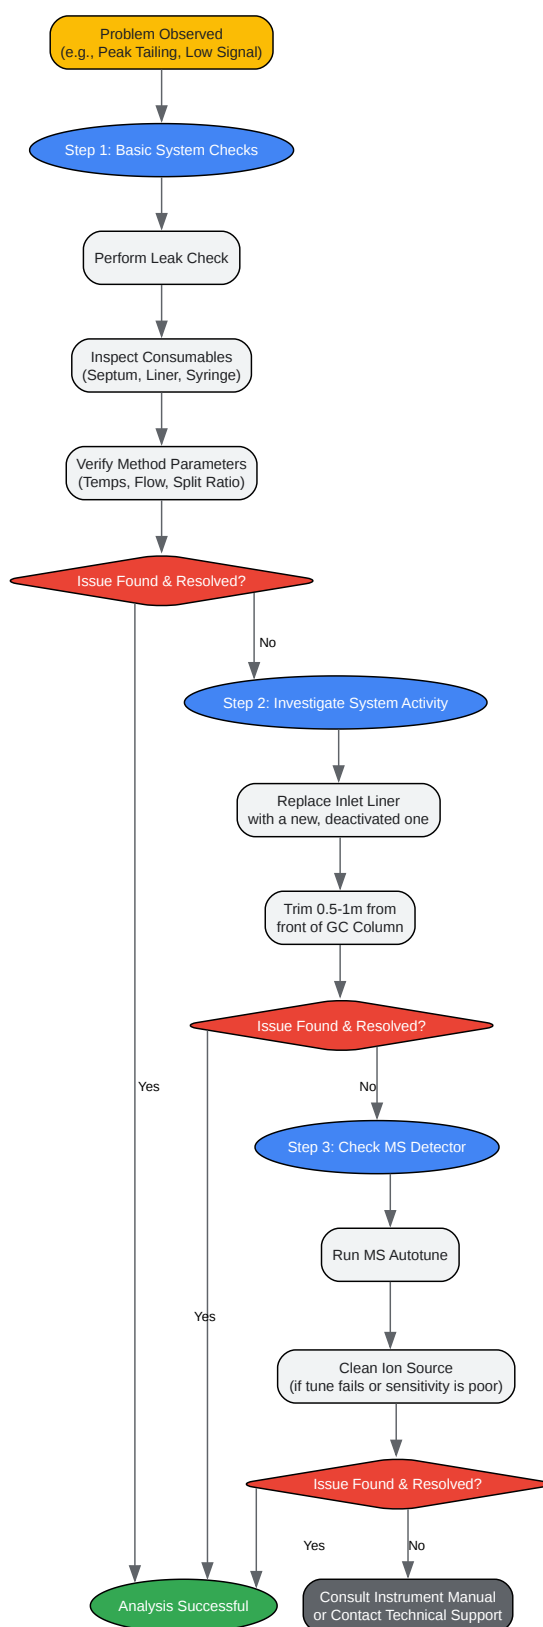 Problem Observed
(e.g., Peak Tailing, Low Signal)
Step 1: Basic System Checks
Perform Leak Check
Inspect Consumables
(Septum, Liner, Syringe)
Verify Method Parameters
(Temps, Flow, Split Ratio)
Issue Found & Resolved?
No
Step 2: Investigate System Activity
Replace Inlet Liner
with a new, deactivated one
Trim 0.5-1m from
front of GC Column
Issue Found & Resolved?
Yes
No
Step 3: Check MS Detector
Run MS Autotune
Yes
Clean Ion Source
(if tune fails or sensitivity is poor)
Issue Found & Resolved?
Yes
No
Analysis Successful
Consult Instrument Manual
or Contact Technical Support